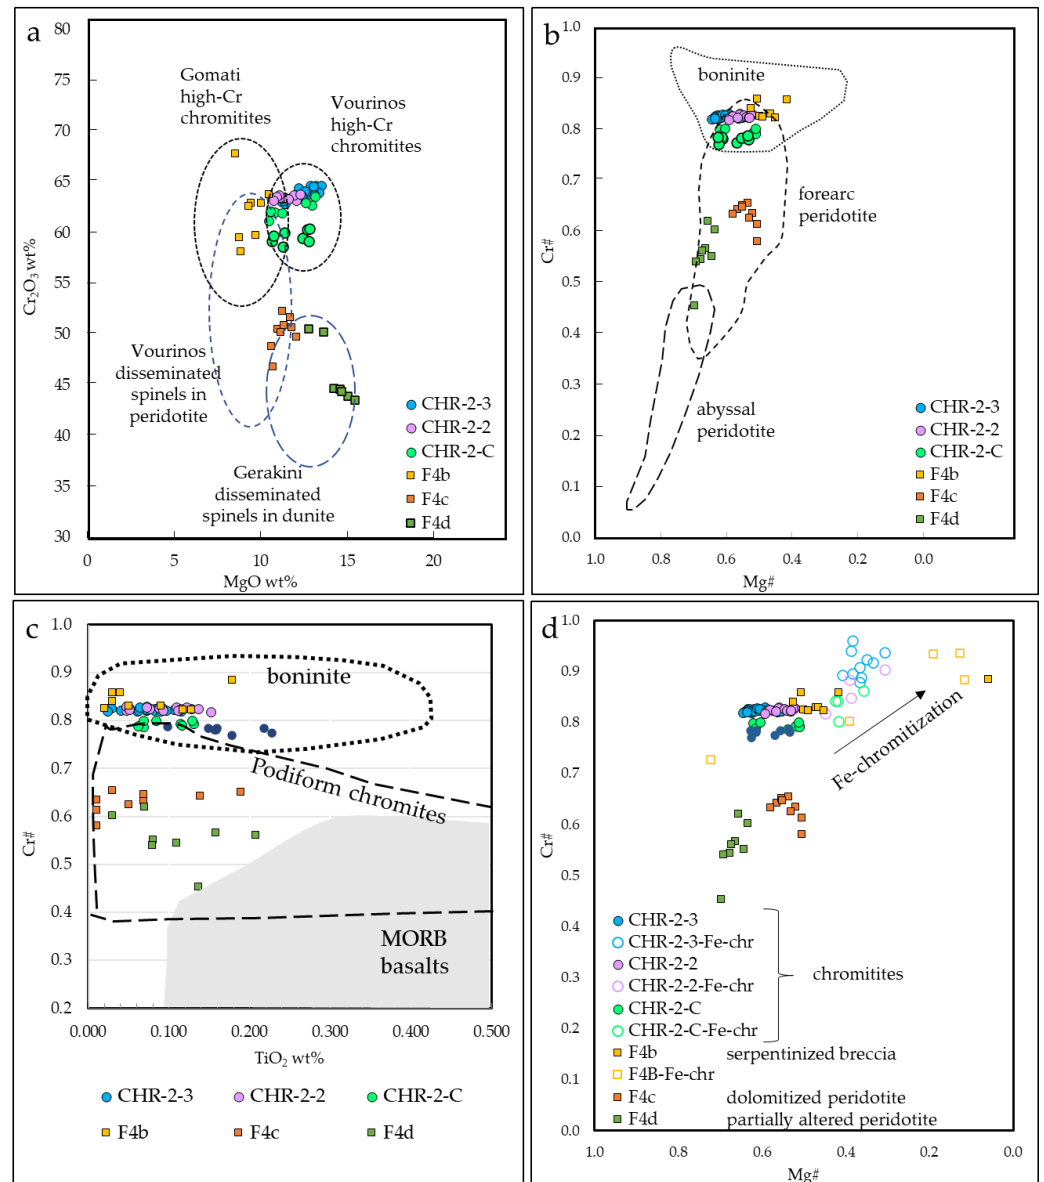 a
80
75
70
65
60
55
50
45
40
35
30
Cr₂O₃ wt%
0
5
10
15
20
MgO wt%
Gomati
high-Cr
chromitites
Vourinos
high-Cr
chromitites
Vourinos
disseminated
spinels in
peridotite
Gerakini
disseminated
spinels in dunite
CHR-2-3
CHR-2-2
CHR-2-C
F4b
F4c
F4d
b
1.0
0.9
0.8
0.7
0.6
0.5
0.4
0.3
0.2
0.1
0.0
Cr#
1.0
0.8
0.6
0.4
0.2
0.0
Mg#
boninite
forearc
peridotite
abyssal
peridotite
CHR-2-3
CHR-2-2
CHR-2-C
F4b
F4c
F4d
c
1.0
0.9
0.8
0.7
0.6
0.5
0.4
0.3
0.2
Cr#
0.000
0.100
0.200
0.300
0.400
0.500
TiO₂ wt%
boninite
Podiform chromites
MORB
basalts
CHR-2-3
CHR-2-2
CHR-2-C
F4b
F4c
F4d
d
1.0
0.9
0.8
0.7
0.6
0.5
0.4
0.3
0.2
0.1
0.0
Cr#
1.0
0.8
0.6
0.4
0.2
0.0
Mg#
Fe-chromitization
CHR-2-3
CHR-2-3-Fe-chr
CHR-2-2
CHR-2-2-Fe-chr
CHR-2-C
CHR-2-C-Fe-chr
chromitites
F4b serpentinized breccia
F4B-Fe-chr
F4c dolomitized peridotite
F4d partially altered peridotite